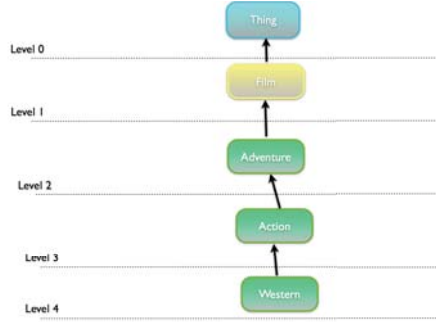 Thing
Level 0
Film
Level 1
Adventure
Level 2
Action
Level 3
Western
Level 4